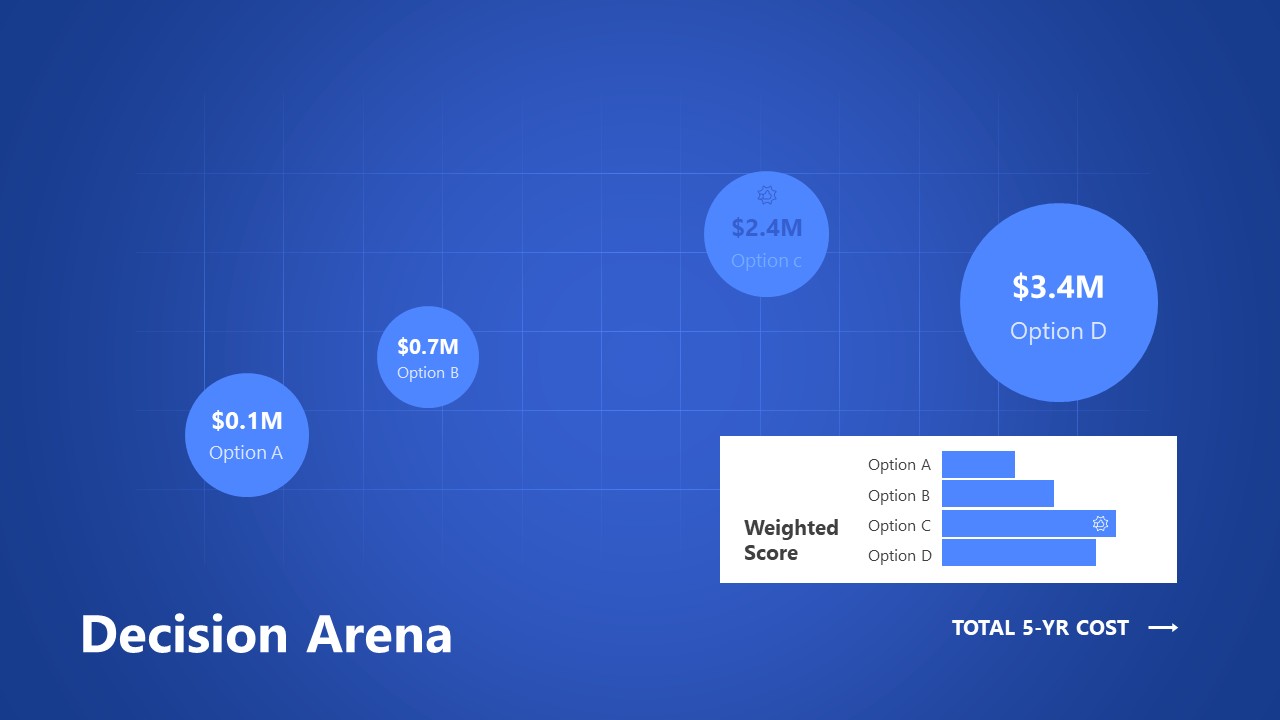 $2.4M
Option c
$3.4M
Option D
$0.7M
Option B
$0.1M
Option A
Weighted
Score
Option A
Option B
Option C
Option D
Decision Arena
TOTAL 5-YR COST